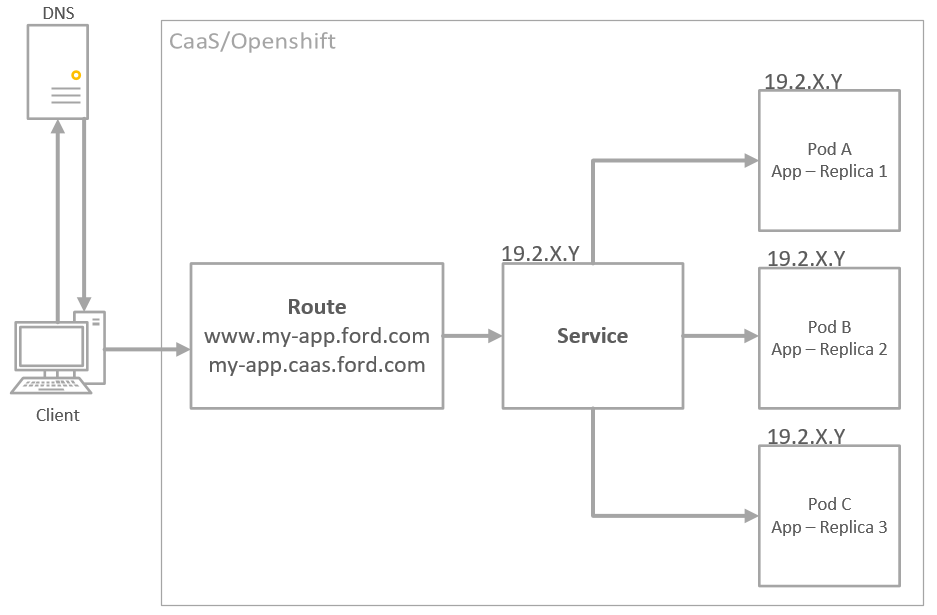 DNS
CaaS/Openshift
19.2.X.Y
Pod A
App – Replica 1
19.2.X.Y
19.2.X.Y
Route
www.my-app.ford.com
my-app.caas.ford.com
Service
Pod B
App – Replica 2
Client
19.2.X.Y
Pod C
App – Replica 3